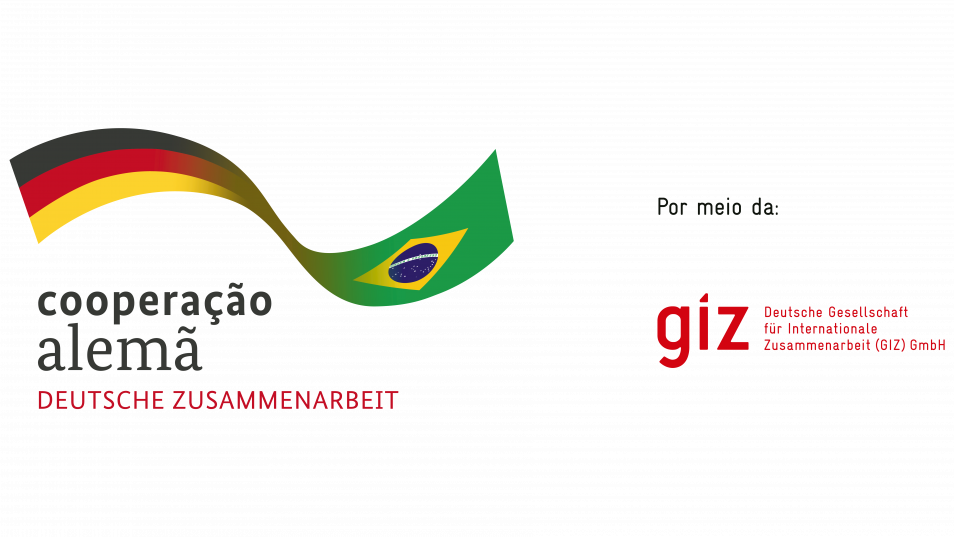 cooperação
alemã
DEUTSCHE ZUSAMMENARBEIT
Por meio da:
giz
Deutsche Gesellschaft
für Internationale
Zusammenarbeit (GIZ) GmbH